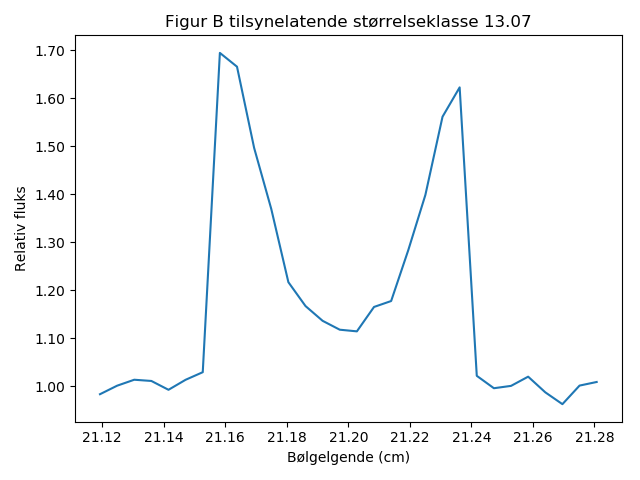 Figur B tilsynelatende størrelseklasse 13.07
1.70
1.60
1.50
1.40
1.30
1.20
1.10
1.00
Relativ fluks
21.12 21.14 21.16 21.18 21.20 21.22 21.24 21.26 21.28
Bølgelgende (cm)